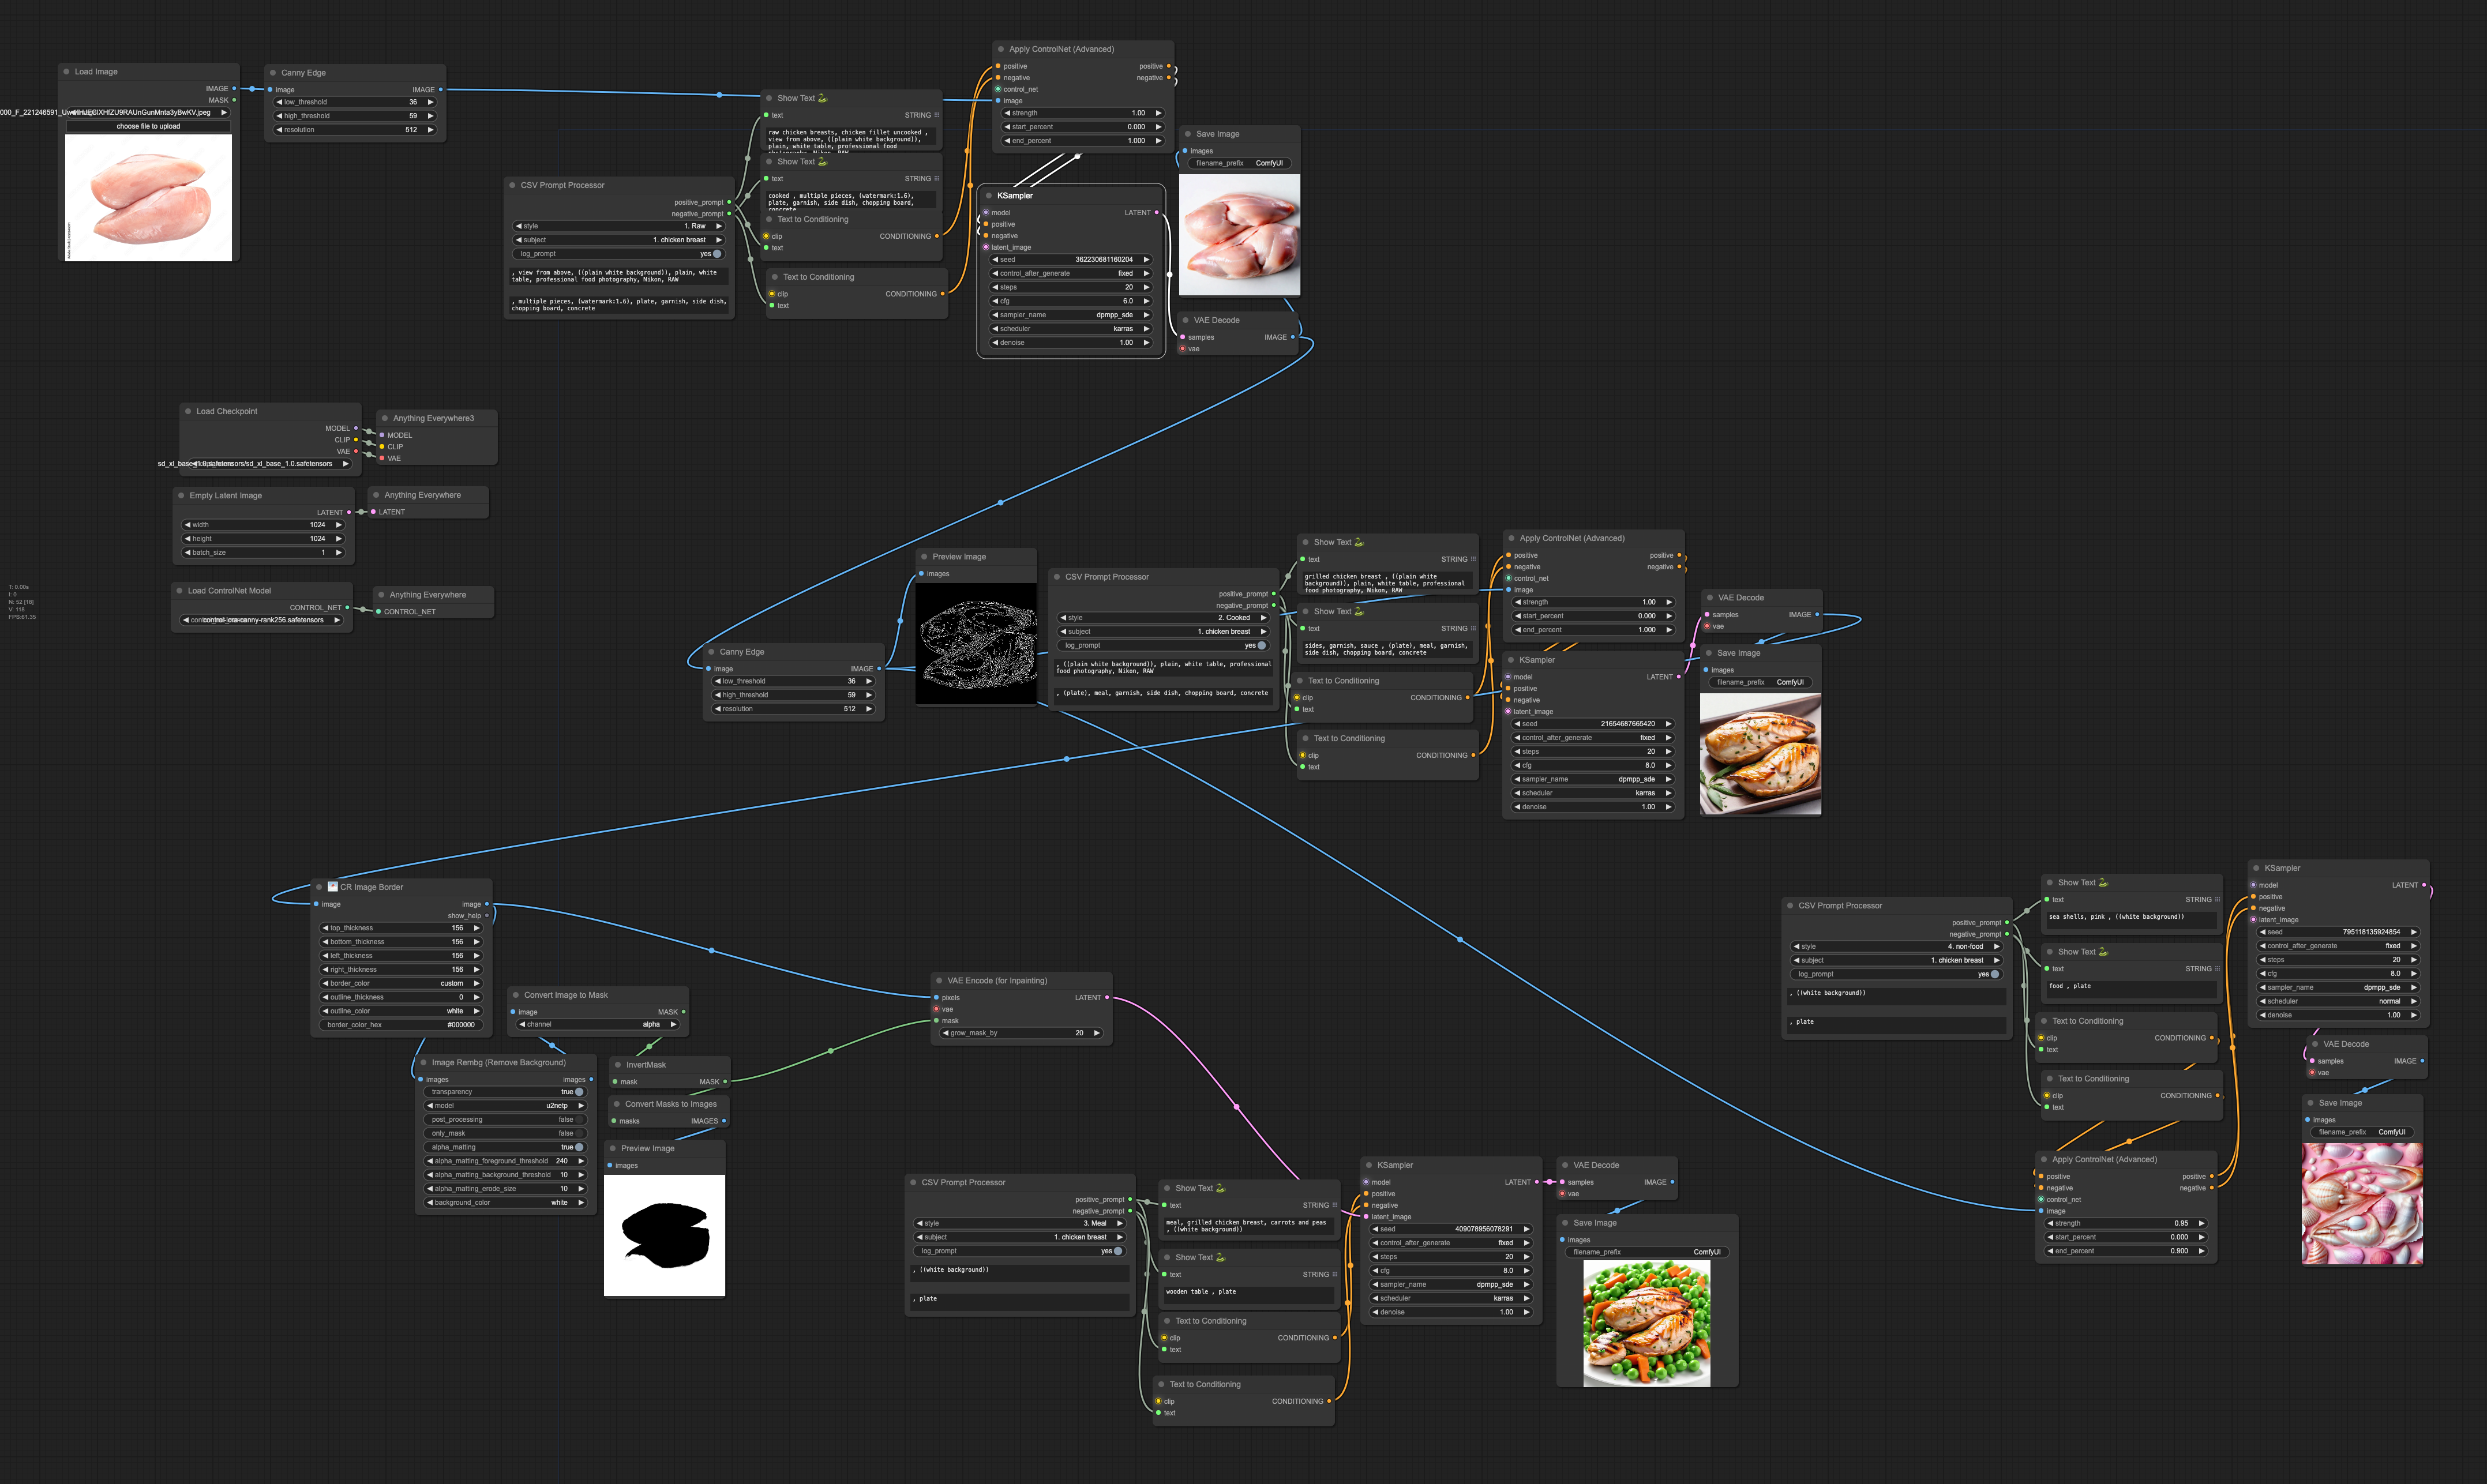 Load Image
IMAGE
MASK
choose file to upload
Canny Edge
image
IMAGE
low_threshold 36
high_threshold 59
resolution 512
CSV Prompt Processor
positive_prompt
negative_prompt
style 1. Raw
subject 1. chicken breast
log_prompt yes
, view from above, ((plain white background)), plain, white
table, professional food photography, Nikon, RAW
, multiple pieces, (watermark:1.6), plate, garnish, side dish,
chopping board, concrete
Show Text
text
STRING
raw chicken breasts, chicken fillet uncooked ,
view from above, ((plain white background)),
plain, white table, professional food
photography, Nikon, RAW
Show Text
text
STRING
cooked , multiple pieces, (watermark:1.6),
plate, garnish, side dish, chopping board,
concrete
Text to Conditioning
clip
text
CONDITIONING
Text to Conditioning
clip
text
CONDITIONING
Apply ControlNet (Advanced)
positive
negative
control_net
image
positive
negative
strength 1.00
start_percent 0.000
end_percent 1.000
KSampler
model
positive
negative
latent_image
LATENT
seed 362230681160204
control_after_generate fixed
steps 20
cfg 6.0
sampler_name dpmpp_sde
scheduler karras
denoise 1.00
Save Image
images
filename_prefix ComfyUI
VAE Decode
samples
vae
IMAGE
Load Checkpoint
MODEL
CLIP
VAE
Anything Everywhere3
MODEL
CLIP
VAE
Empty Latent Image
LATENT
width 1024
height 1024
batch_size 1
Anything Everywhere
LATENT
Load ControlNet Model
CONTROL_NET
Anything Everywhere
CONTROL_NET
T: 0.00s
I: 0
N: 52 [18]
V: 118
FPS:61.35
Canny Edge
image
IMAGE
low_threshold 36
high_threshold 59
resolution 512
Preview Image
images
CSV Prompt Processor
positive_prompt
negative_prompt
style 2. Cooked
subject 1. chicken breast
log_prompt yes
, ((plain white background)), plain, white table, professional
food photography, Nikon, RAW
, (plate), meal, garnish, side dish, chopping board, concrete
Show Text
text
STRING
grilled chicken breast , ((plain white
background)), plain, white table, professional
food photography, Nikon, RAW
Show Text
text
STRING
sides, garnish, sauce , (plate), meal, garnish,
side dish, chopping board, concrete
Text to Conditioning
clip
text
CONDITIONING
Text to Conditioning
clip
text
CONDITIONING
Apply ControlNet (Advanced)
positive
negative
control_net
image
positive
negative
strength 1.00
start_percent 0.000
end_percent 1.000
KSampler
model
positive
negative
latent_image
LATENT
seed 21654687665420
control_after_generate fixed
steps 20
cfg 8.0
sampler_name dpmpp_sde
scheduler karras
denoise 1.00
VAE Decode
samples
vae
IMAGE
Save Image
images
filename_prefix ComfyUI
CR Image Border
image
image
show_help
top_thickness 156
bottom_thickness 156
left_thickness 156
right_thickness 156
border_color custom
outline_thickness 0
outline_color white
border_color_hex #000000
Image Rembg (Remove Background)
images
images
transparency true
model u2netp
post_processing false
only_mask false
alpha_matting true
alpha_matting_foreground_threshold 240
alpha_matting_background_threshold 10
alpha_matting_erode_size 10
background_color white
Convert Image to Mask
image
MASK
channel alpha
InvertMask
mask
MASK
Convert Masks to Images
masks
IMAGES
Preview Image
images
VAE Encode (for Inpainting)
pixels
vae
mask
LATENT
grow_mask_by 20
CSV Prompt Processor
positive_prompt
negative_prompt
style 3. Meal
subject 1. chicken breast
log_prompt yes
, ((white background))
, plate
Show Text
text
STRING
meal, grilled chicken breast, carrots and peas
, ((white background))
Show Text
text
STRING
wooden table , plate
Text to Conditioning
clip
text
CONDITIONING
Text to Conditioning
clip
text
CONDITIONING
KSampler
model
positive
negative
latent_image
LATENT
seed 409078956078291
control_after_generate fixed
steps 20
cfg 8.0
sampler_name dpmpp_sde
scheduler karras
denoise 1.00
VAE Decode
samples
vae
IMAGE
Save Image
images
filename_prefix ComfyUI
CSV Prompt Processor
positive_prompt
negative_prompt
style 4. non-food
subject 1. chicken breast
log_prompt yes
, ((white background))
, plate
Show Text
text
STRING
sea shells, pink , ((white background))
Show Text
text
STRING
food , plate
Text to Conditioning
clip
text
CONDITIONING
Text to Conditioning
clip
text
CONDITIONING
Apply ControlNet (Advanced)
positive
negative
control_net
image
positive
negative
strength 0.95
start_percent 0.000
end_percent 0.900
KSampler
model
positive
negative
latent_image
LATENT
seed 795118135924854
control_after_generate fixed
steps 20
cfg 8.0
sampler_name dpmpp_sde
scheduler normal
denoise 1.00
VAE Decode
samples
vae
IMAGE
Save Image
images
filename_prefix ComfyUI